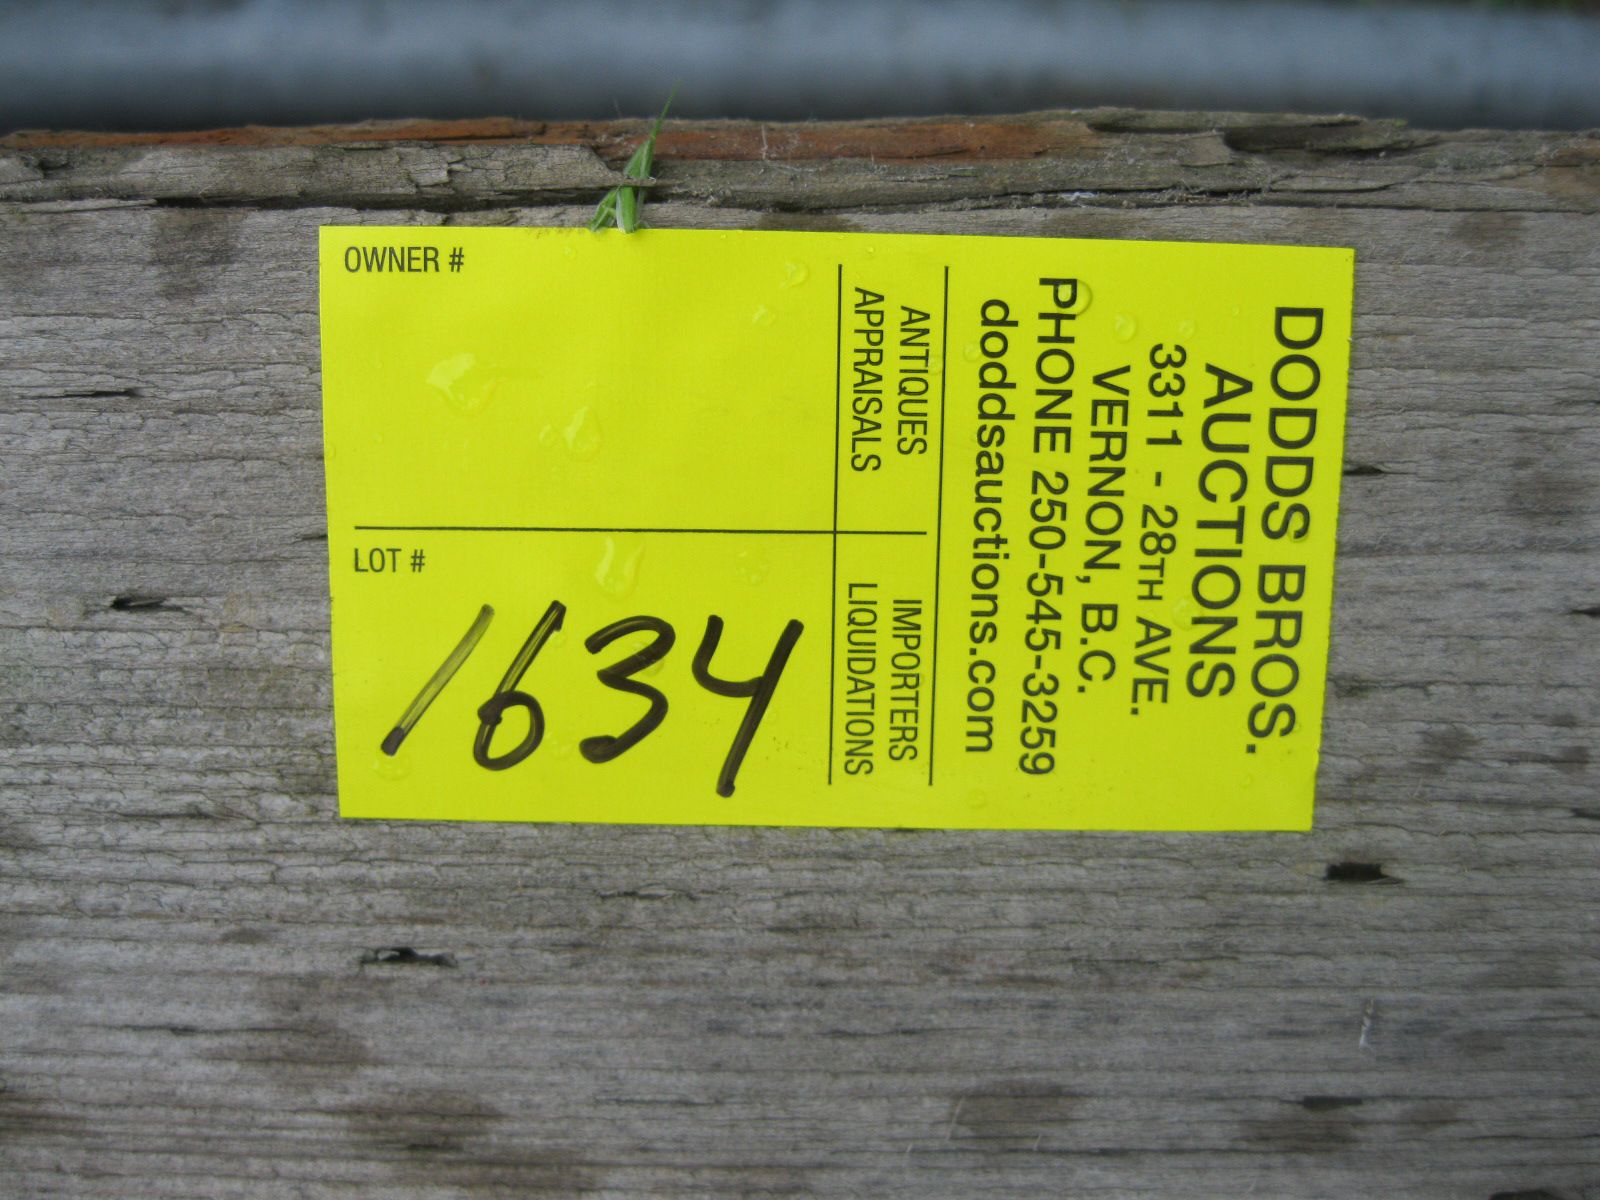 OWNER #
LOT #
1634
DODDS BROS.
AUCTIONS
3311 - 28TH AVE.
VERNON, B.C.
PHONE 250-545-3259
doddsauctions.com
ANTIQUES
APPRAISALS
IMPORTERS
LIQUIDATIONS